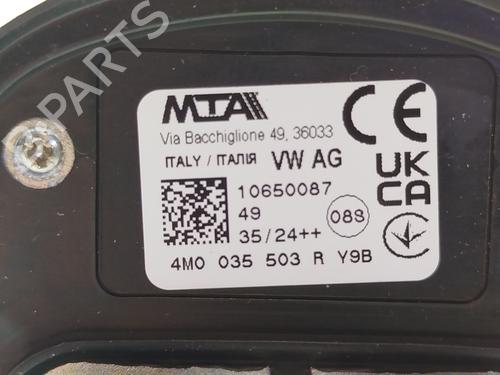 B PARTS
MTA
Via Bacchiglione 49, 36033
ITALY / ІТАЛІЯ VW AG
CE
UK
CA
10650087
49
08S
35/24++
4M0 035 503 R Y9B